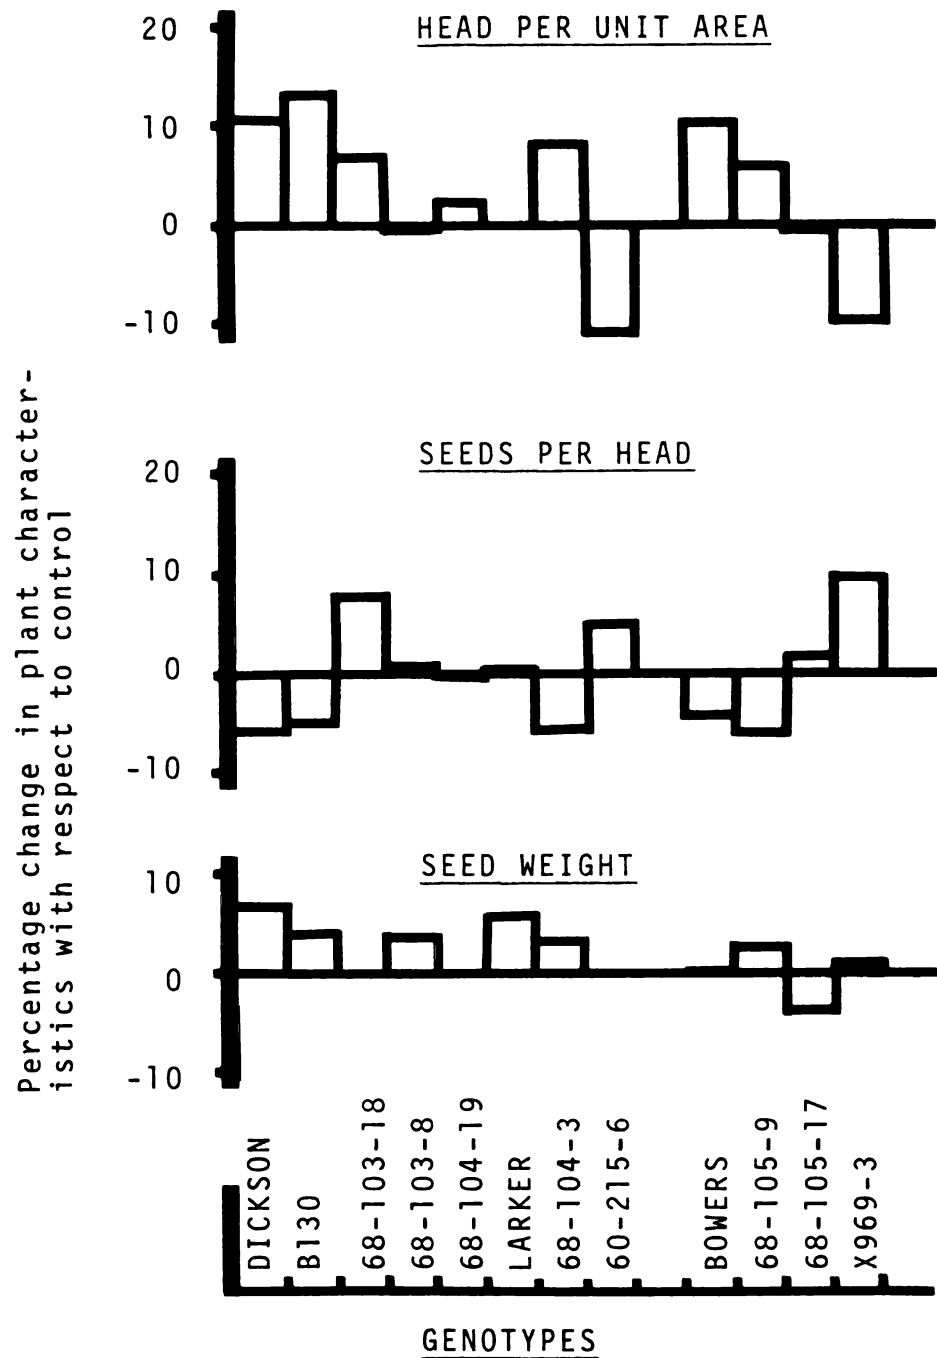 HEAD PER UNIT AREA
20
10
0
-10
SEEDS PER HEAD
20
10
0
-10
SEED WEIGHT
10
0
-10
Percentage change in plant character-
istics with respect to control
DICKSON
B130
68-103-18
68-103-8
68-104-19
LARKER
68-104-3
60-215-6
BOWERS
68-105-9
68-105-17
X969-3
GENOTYPES